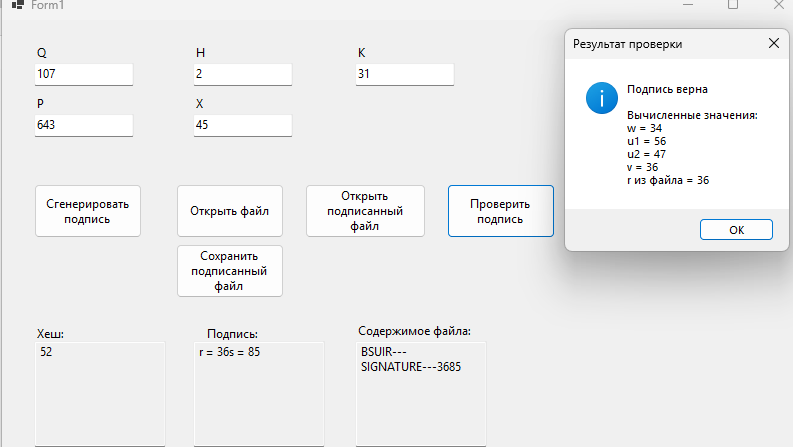 Form1
Q
H
K
107
2
31
P
X
643
45
Сгенерировать
подпись
Открыть файл
Открыть
подписанный
файл
Проверить
подпись
Сохранить
подписанный
файл
Хеш:
Подпись:
Содержимое файла:
52
r = 36s = 85
BSUIR---
SIGNATURE---3685
Результат проверки
Подпись верна
Вычисленные значения:
w = 34
u1 = 56
u2 = 47
v = 36
r из файла = 36
OK